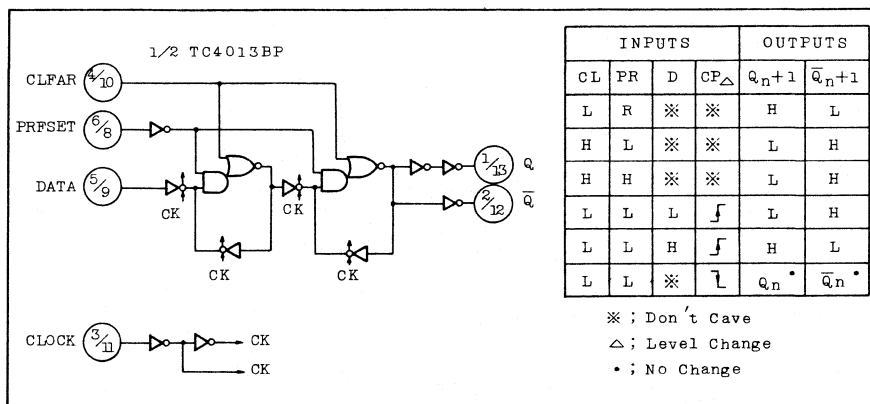 1/2 TC4013BP
CLFAR 4/10
PRFSET 6/8
DATA 5/9
CK
CK
CK
CK
1/13 Q
2/12 Q̅
CLOCK 3/11
CK
CK
INPUTS OUTPUTS
CL PR D CP△ Qn+1 Q̅n+1
L R ※ ※ H L
H L ※ ※ L H
H H ※ ※ L H
L L L L H
L L H H L
L L ※ Qn• Q̅n•
※ ; Don't Cave
△ ; Level Change
• ; No Change